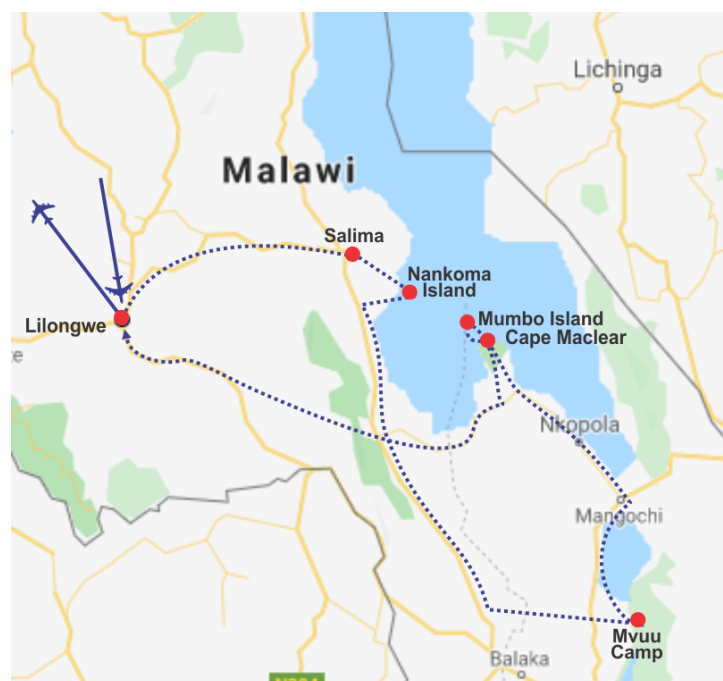 Lichinga
Malawi
Salima
Nankoma
Island
Mumbo Island
Lilongwe
Cape Maclear
Nkopola
Mangochi
Mvuu
Camp
Balaka